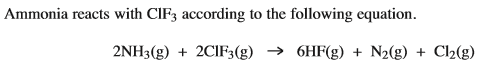 Ammonia reacts with ClF₃ according to the following equation.
2NH₃(g) + 2ClF₃(g) → 6HF(g) + N₂(g) + Cl₂(g)